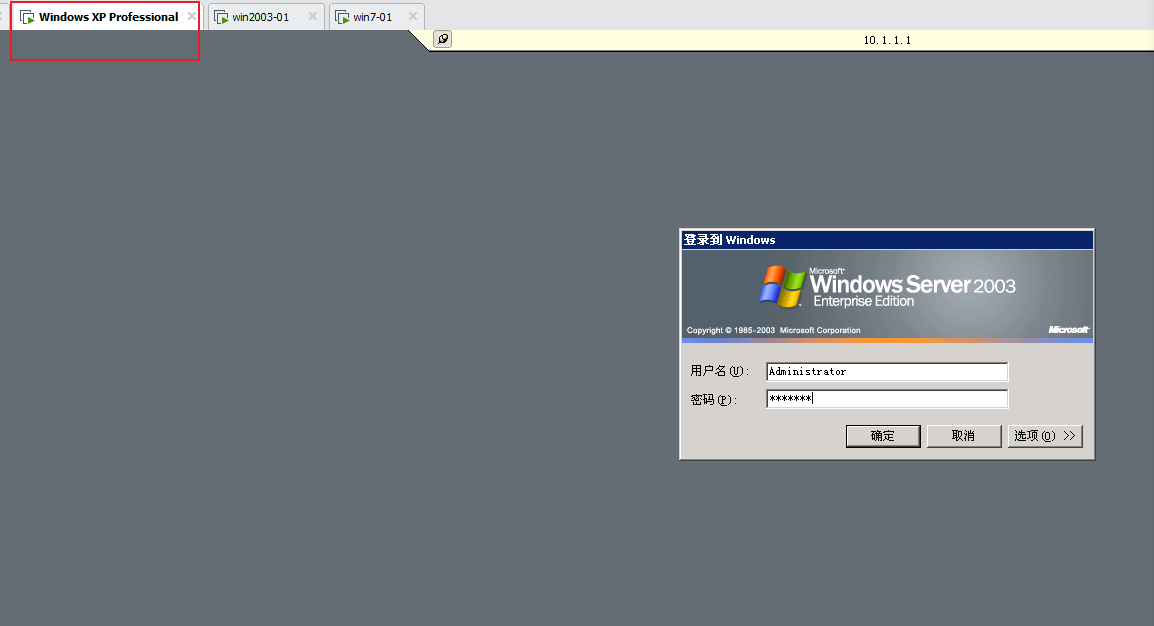 Windows XP Professional
win2003-01
win7-01
10.1.1.1
登录到 Windows
Microsoft
Windows Server 2003
Enterprise Edition
Copyright © 1985-2003 Microsoft Corporation
Microsoft
用户名(U):
Administrator
密码(P):
*******
确定
取消
选项(O) >>